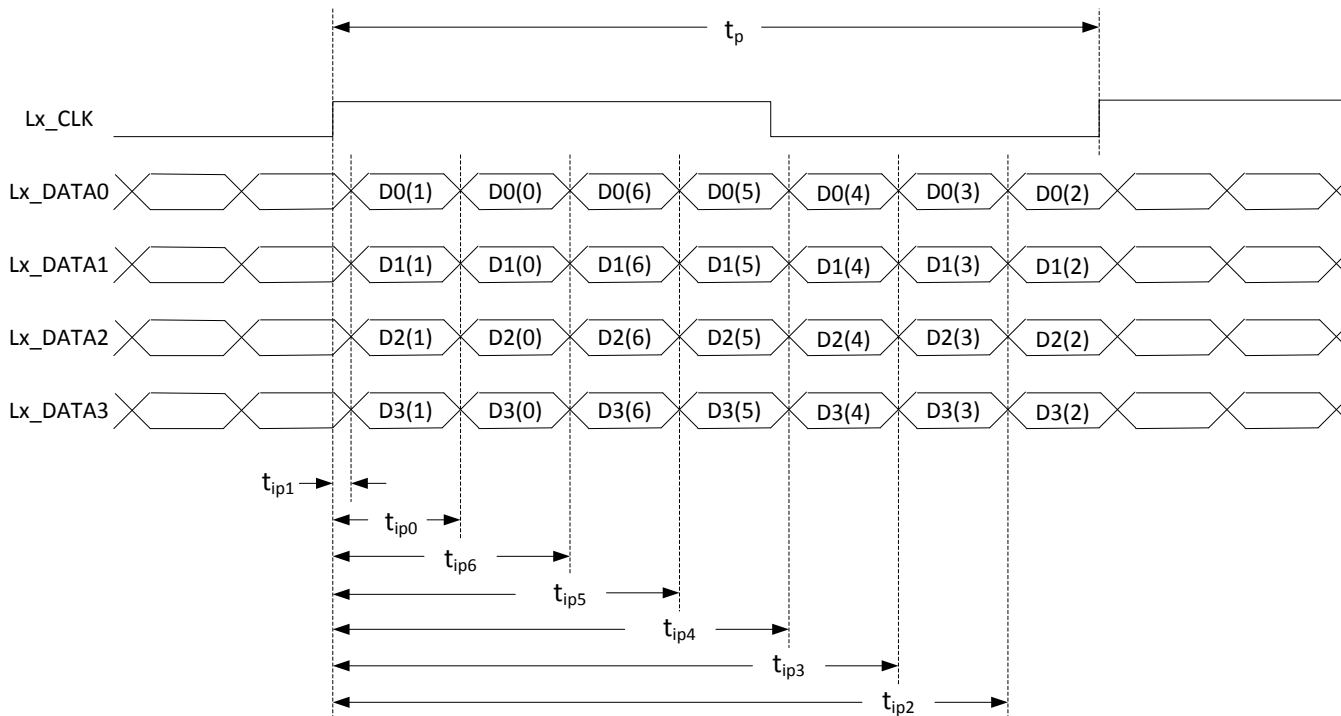 tp
Lx_CLK
Lx_DATA0 D0(1) D0(0) D0(6) D0(5) D0(4) D0(3) D0(2)
Lx_DATA1 D1(1) D1(0) D1(6) D1(5) D1(4) D1(3) D1(2)
Lx_DATA2 D2(1) D2(0) D2(6) D2(5) D2(4) D2(3) D2(2)
Lx_DATA3 D3(1) D3(0) D3(6) D3(5) D3(4) D3(3) D3(2)
tip1
tip0
tip6
tip5
tip4
tip3
tip2